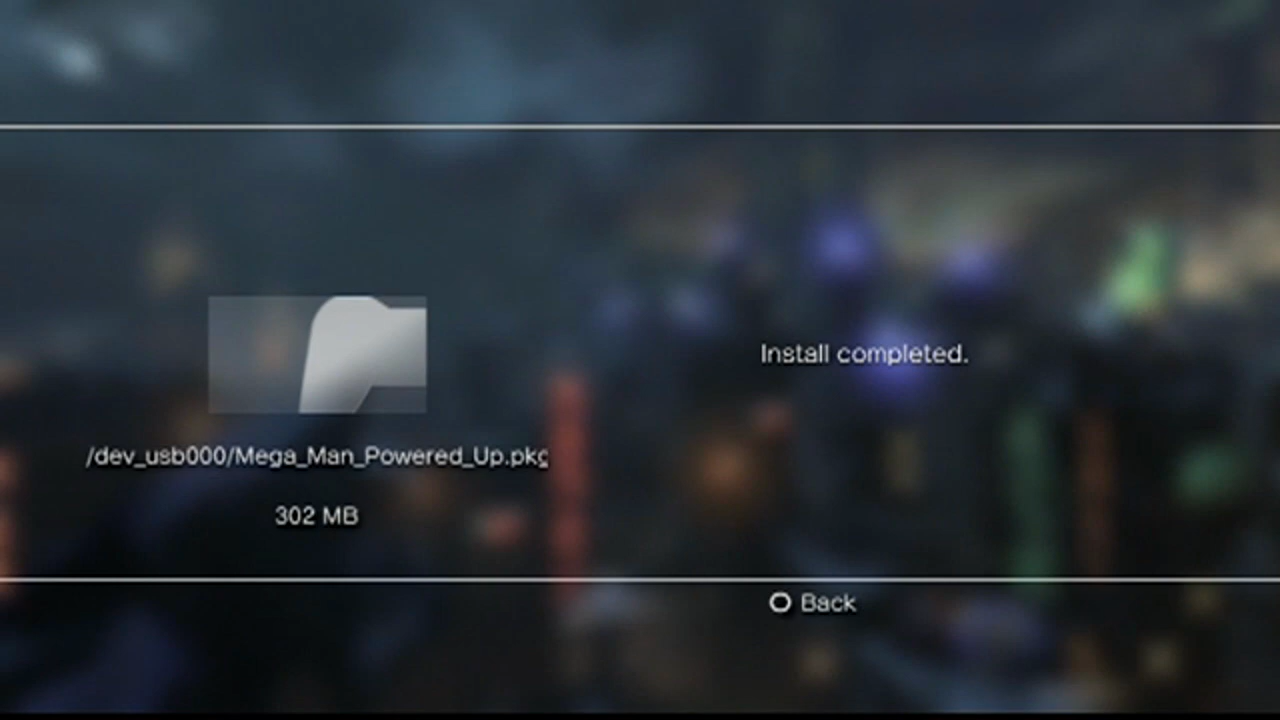 Install completed.
/dev_usb000/Mega_Man_Powered_Up.pkg
302 MB
Back